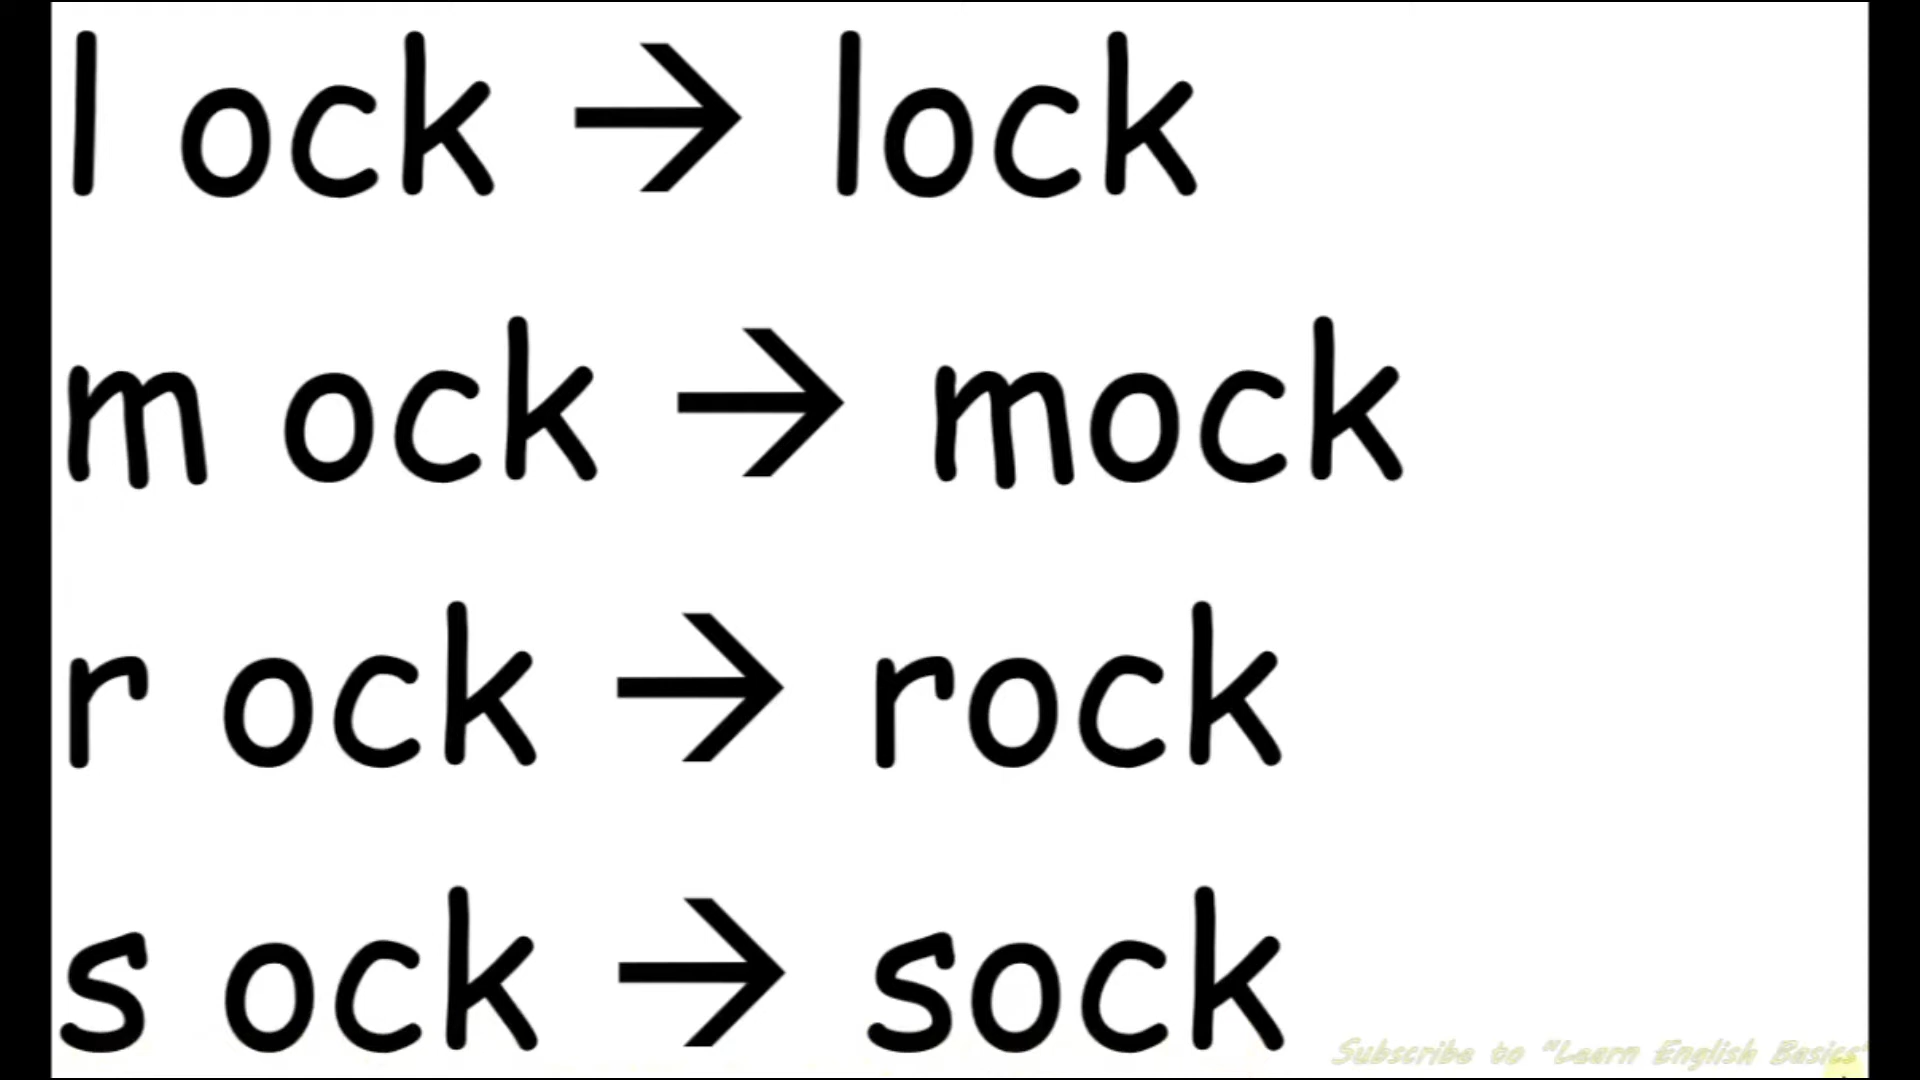 l ock → lock
m ock → mock
r ock → rock
s ock → sock
Subscribe to "Learn English Basics"